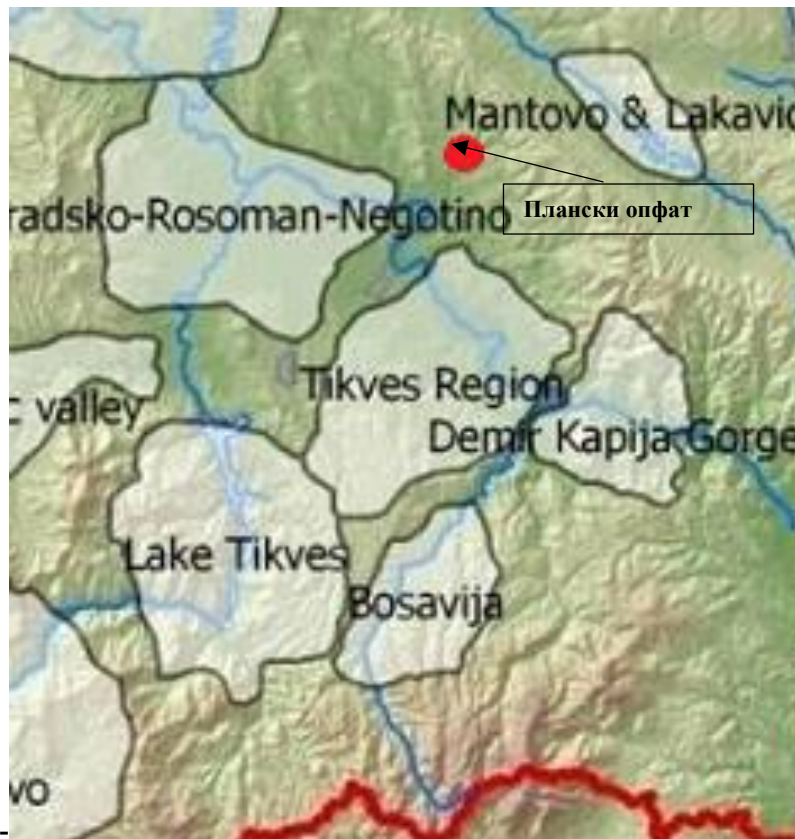 Mantovo & Lakavic
Плански опфат
radsko-Rosoman-Negotino
Tikves Region
c valley
Demir Kapija Gorge
Lake Tikves
Bosavija
vo